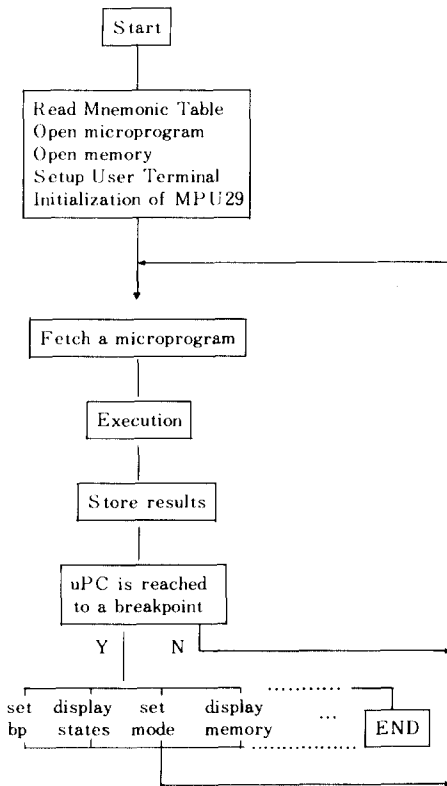 Start
Read Mnemonic Table
Open microprogram
Open memory
Setup User Terminal
Initialization of MPU29
Fetch a microprogram
Execution
Store results
uPC is reached
to a breakpoint
Y N
set display set display
bp states mode memory ... END